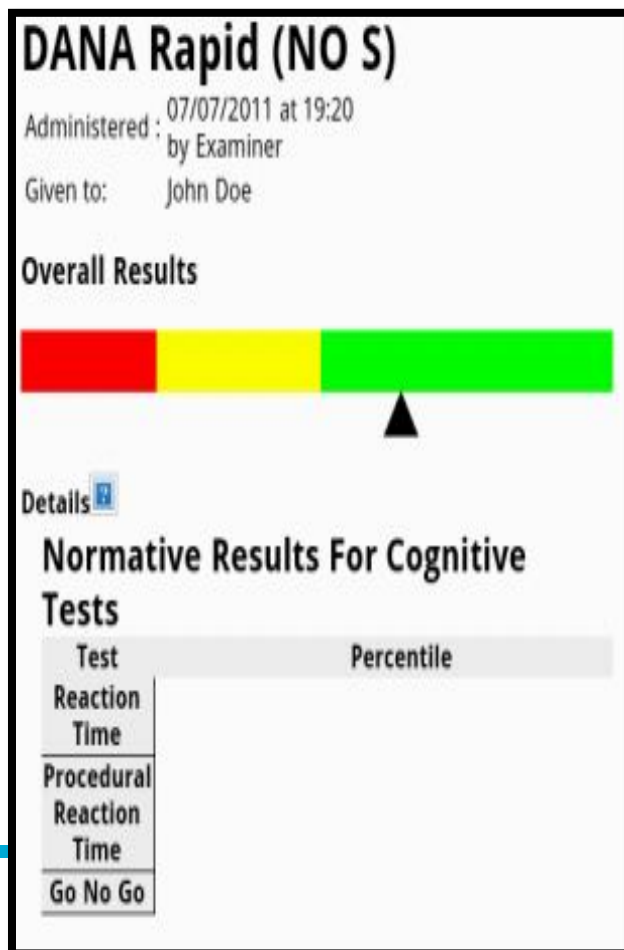 DANA Rapid (NO S)
Administered : 07/07/2011 at 19:20
by Examiner
Given to: John Doe
Overall Results
Details ?
Normative Results For Cognitive
Tests
Test Percentile
Reaction
Time
Procedural
Reaction
Time
Go No Go